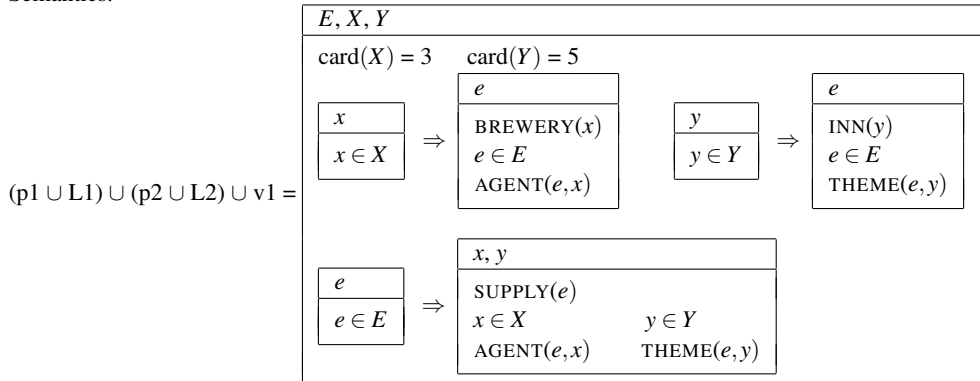 Semantics:
E, X, Y
card(X) = 3 card(Y) = 5
x
x ∈ X
⇒
e
BREWERY(x)
e ∈ E
AGENT(e,x)
y
y ∈ Y
⇒
e
INN(y)
e ∈ E
THEME(e,y)
(p1 ∪ L1) ∪ (p2 ∪ L2) ∪ v1 =
e
e ∈ E
⇒
x, y
SUPPLY(e)
x ∈ X y ∈ Y
AGENT(e,x) THEME(e,y)